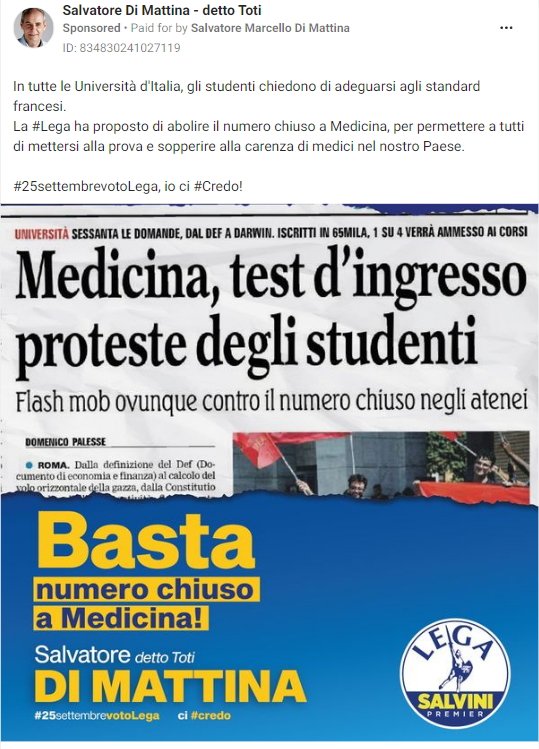 Salvatore Di Mattina - detto Toti
Sponsored • Paid for by Salvatore Marcello Di Mattina
ID: 834830241027119
In tutte le Università d'Italia, gli studenti chiedono di adeguarsi agli standard
francesi.
La #Lega ha proposto di abolire il numero chiuso a Medicina, per permettere a tutti
di mettersi alla prova e sopperire alla carenza di medici nel nostro Paese.
#25settembrevotoLega, io ci #Credo!
UNIVERSITÀ SESSANTA LE DOMANDE, DAL DEF A DARWIN. ISCRITTI IN 65MILA, 1 SU 4 VERRÀ AMMESSO AI CORSI
Medicina, test d'ingresso
proteste degli studenti
Flash mob ovunque contro il numero chiuso negli atenei
DOMENICO PALESSE
● ROMA. Dalla definizione del Def (Do-
cumento di economia e finanza) al calcolo del
volo orizzontale della gazza, dalla Costituzio
Basta
numero chiuso
a Medicina!
Salvatore detto Toti
DI MATTINA
#25settembrevotoLega ci #credo
LEGA
SALVINI
PREMIER